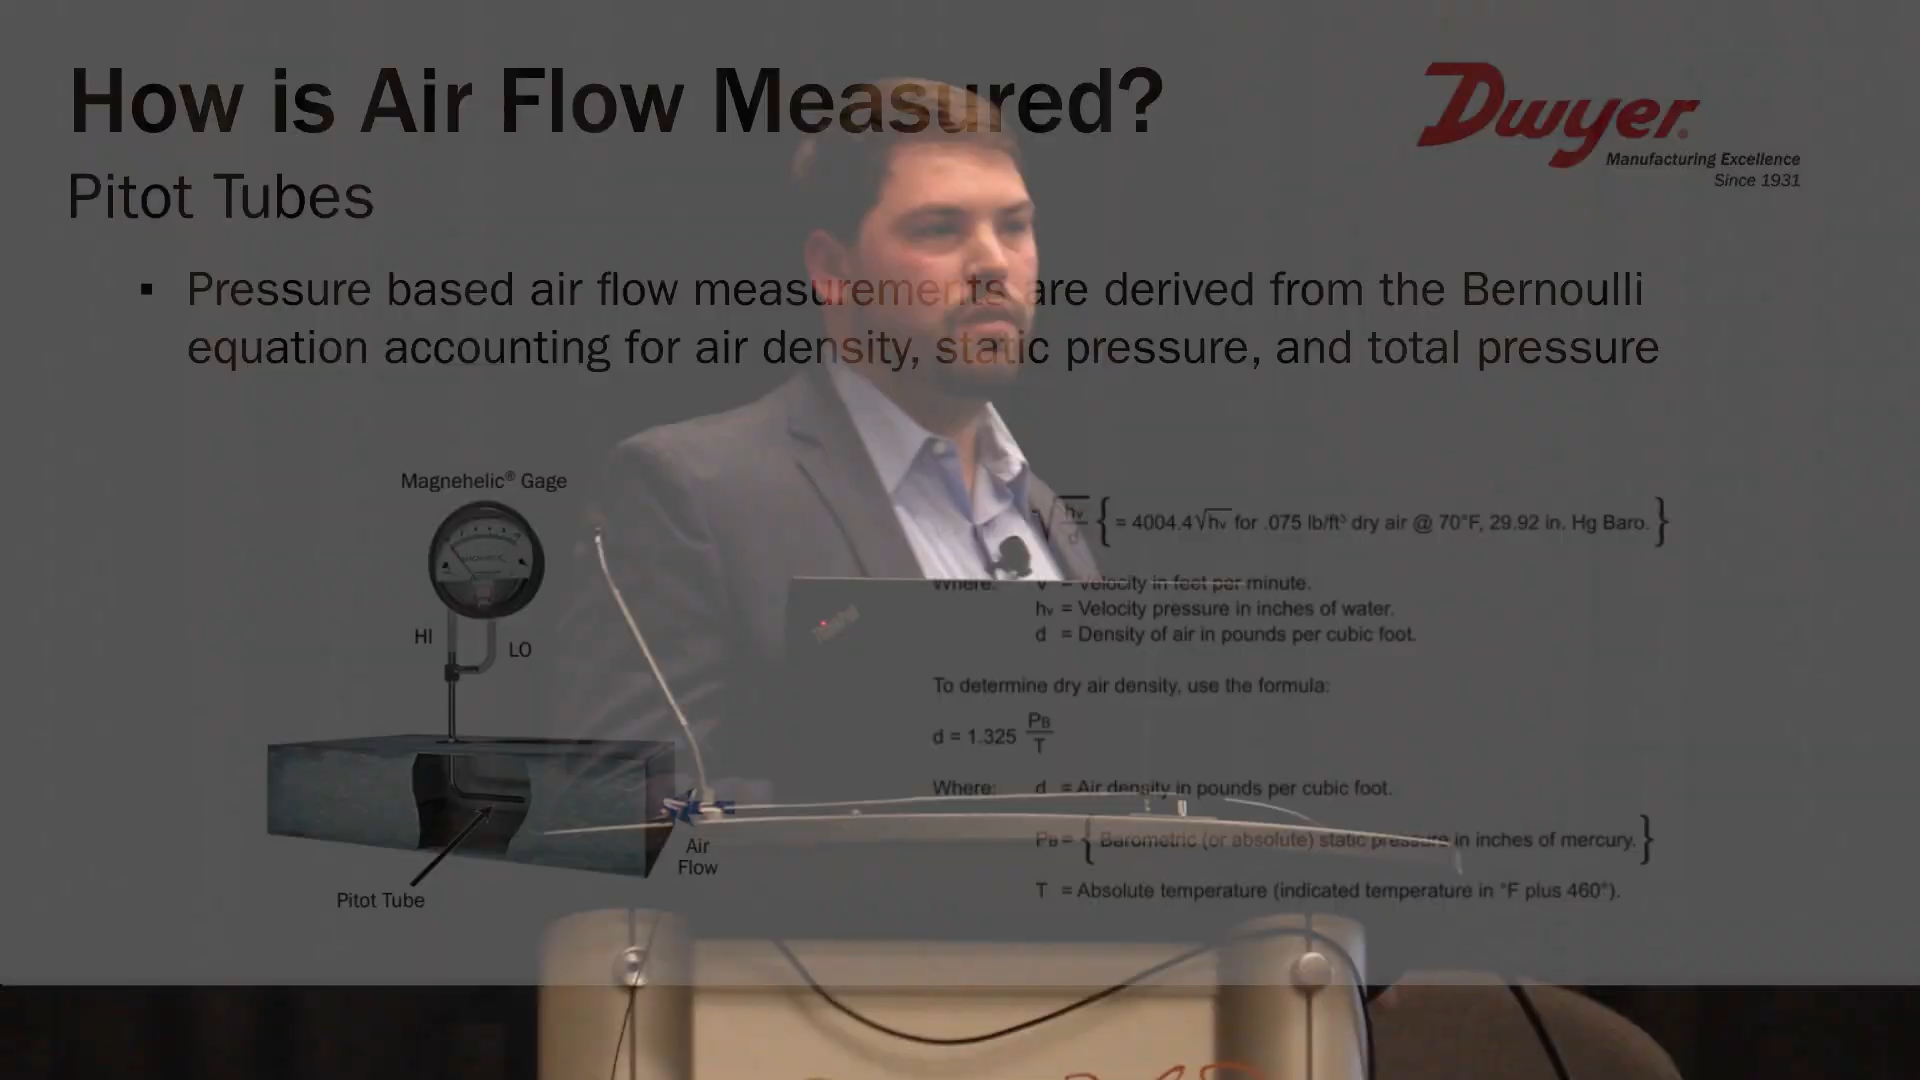 How is Air Flow Measured?
Dwyer®
Manufacturing Excellence
Since 1931
Pitot Tubes
▪ Pressure based air flow measurements are derived from the Bernoulli
equation accounting for air density, static pressure, and total pressure
Magnehelic® Gage
HI
LO
Air
Flow
Pitot Tube
√hv/d { = 4004.4√hv for .075 lb/ft³ dry air @ 70°F, 29.92 in. Hg Baro. }
Where: V = Velocity in feet per minute.
hv = Velocity pressure in inches of water.
d = Density of air in pounds per cubic foot.
To determine dry air density, use the formula:
d = 1.325 PB/T
Where: d = Air density in pounds per cubic foot.
PB = { Barometric (or absolute) static pressure in inches of mercury. }
T = Absolute temperature (indicated temperature in °F plus 460°).
ThinkPad